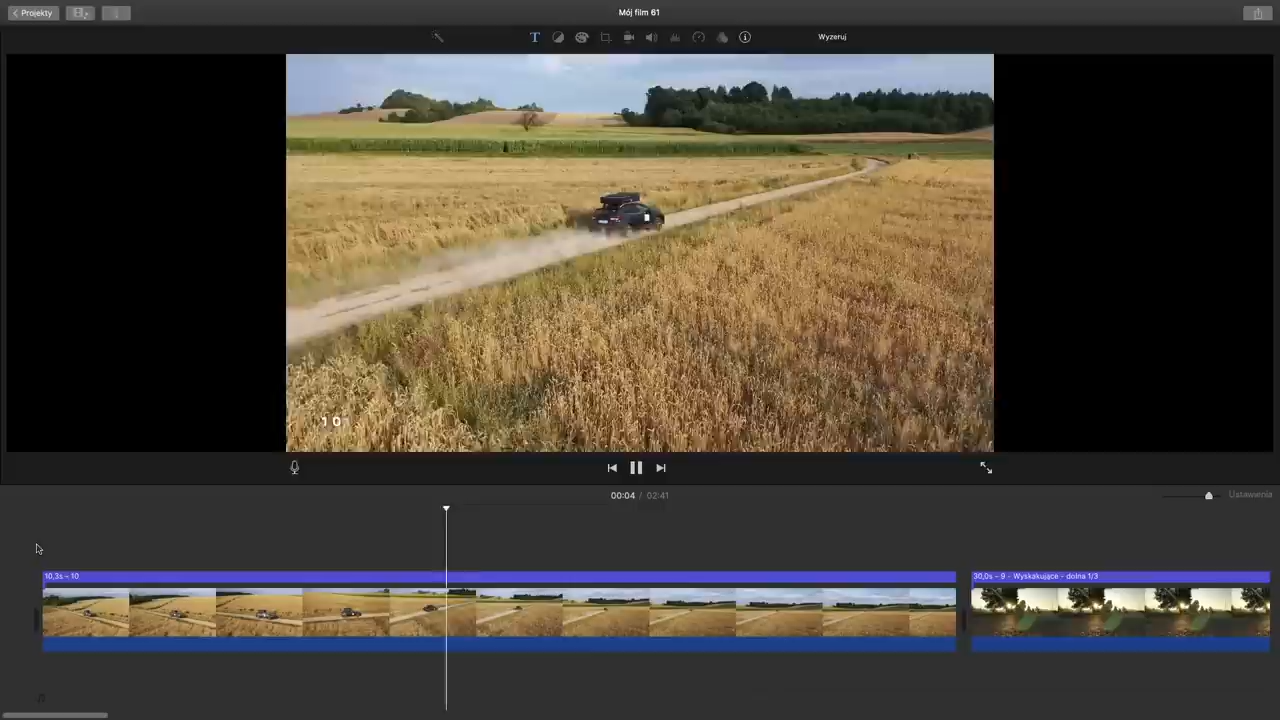 Projekty
Mój film 61
T
Wyzeruj
10
00:04 / 02:41
Ustawienia
10,3s – 10
30,0s – 9 - Wyskakujące - dolna 1/3